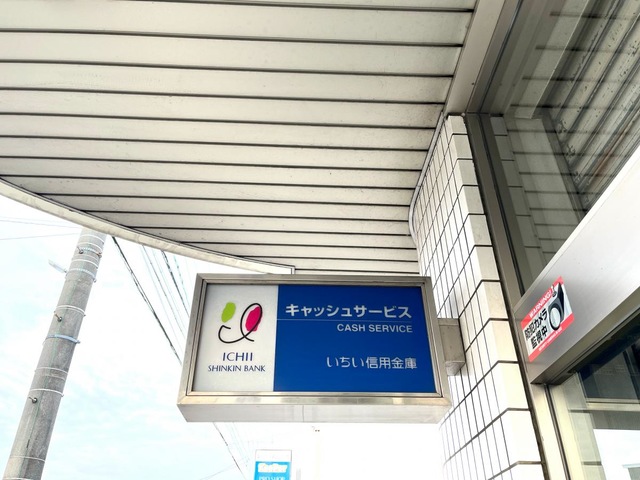 キャッシュサービス
CASH SERVICE
いちい信用金庫
ICHII
SHINKIN BANK
WARNING!
防犯カメラ
監視中